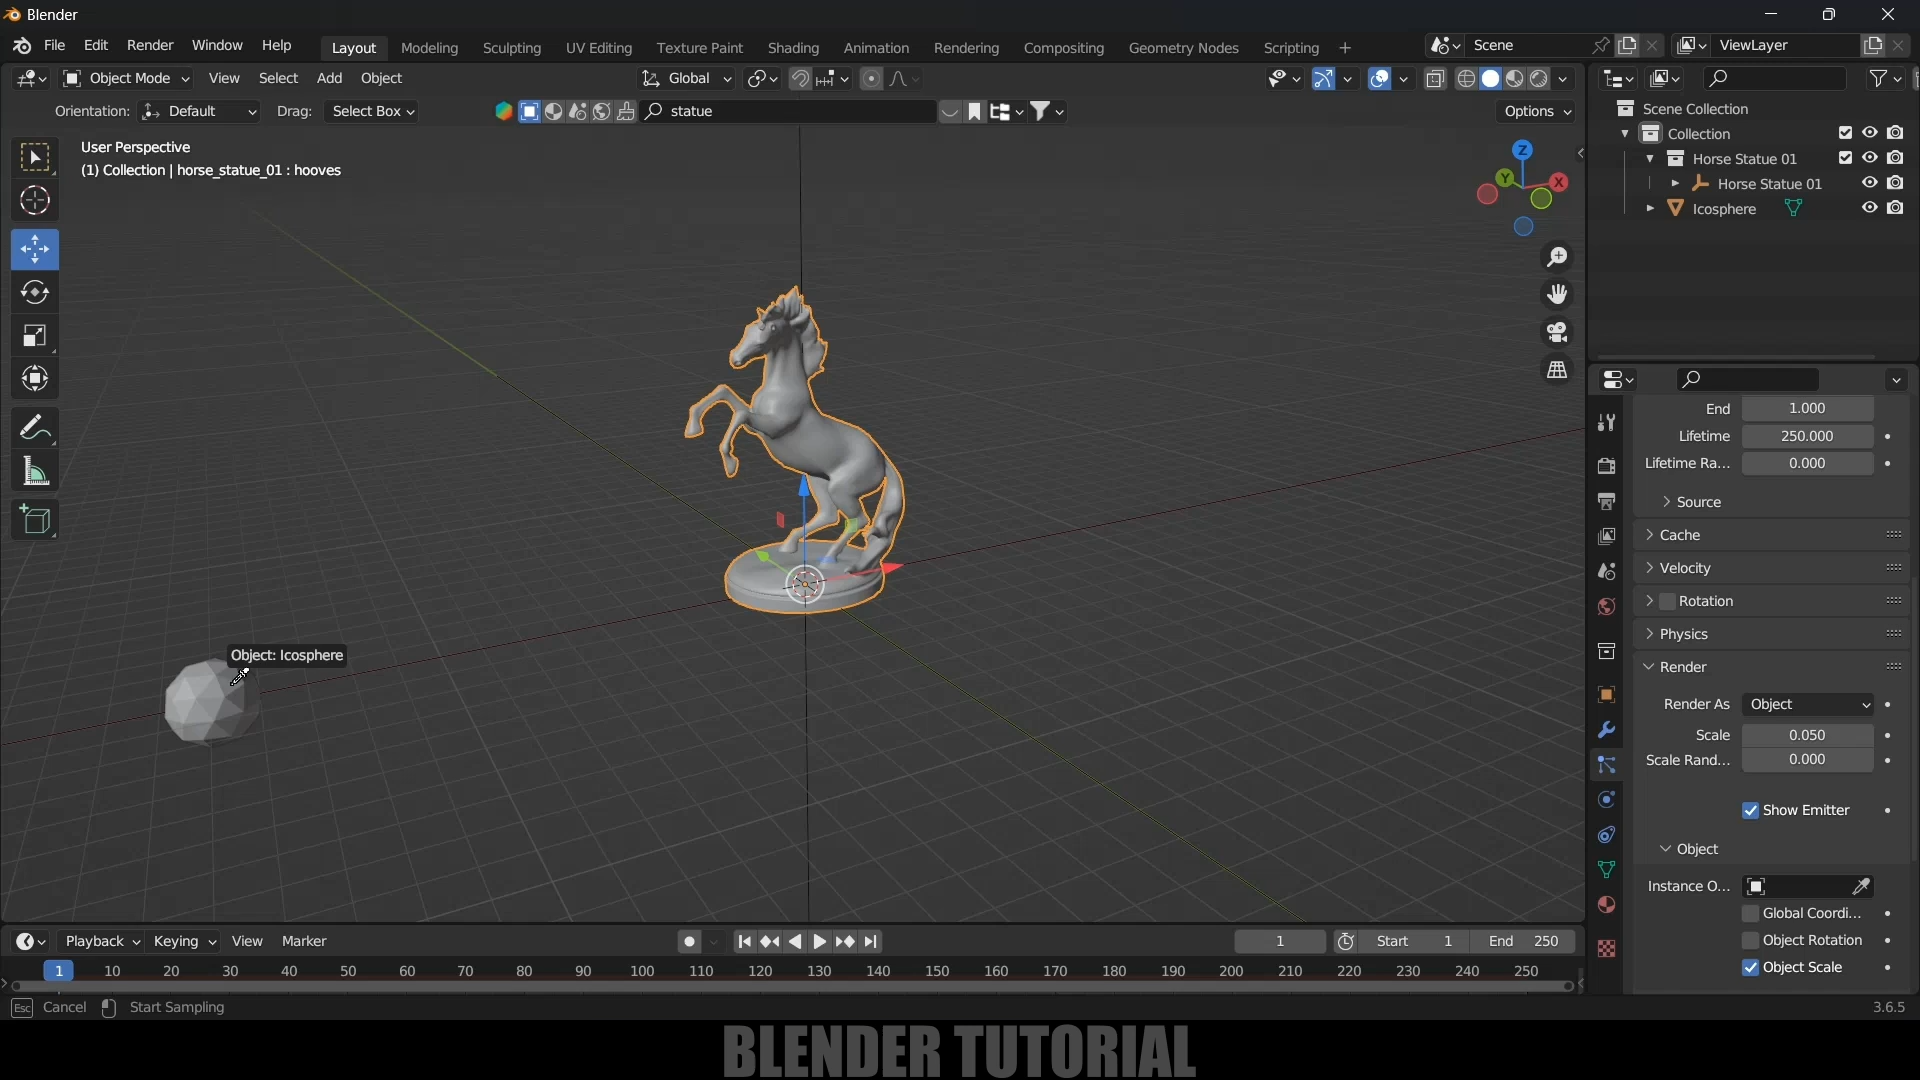 Blender
File Edit Render Window Help Layout Modeling Sculpting UV Editing Texture Paint Shading Animation Rendering Compositing Geometry Nodes Scripting + Scene ViewLayer
Object Mode View Select Add Object Global
Orientation: Default Drag: Select Box statue Options
User Perspective
(1) Collection | horse_statue_01 : hooves
Z
Y X
Scene Collection
Collection
Horse Statue 01
Horse Statue 01
Icosphere
End 1.000
Lifetime 250.000
Lifetime Ra... 0.000
Source
Cache
Velocity
Rotation
Physics
Render
Render As Object
Scale 0.050
Scale Rand... 0.000
Show Emitter
Object
Instance O...
Global Coordi...
Object Rotation
Object Scale
Object: Icosphere
Playback Keying View Marker 1 Start 1 End 250
1 10 20 30 40 50 60 70 80 90 100 110 120 130 140 150 160 170 180 190 200 210 220 230 240 250
Esc Cancel Start Sampling 3.6.5
BLENDER TUTORIAL